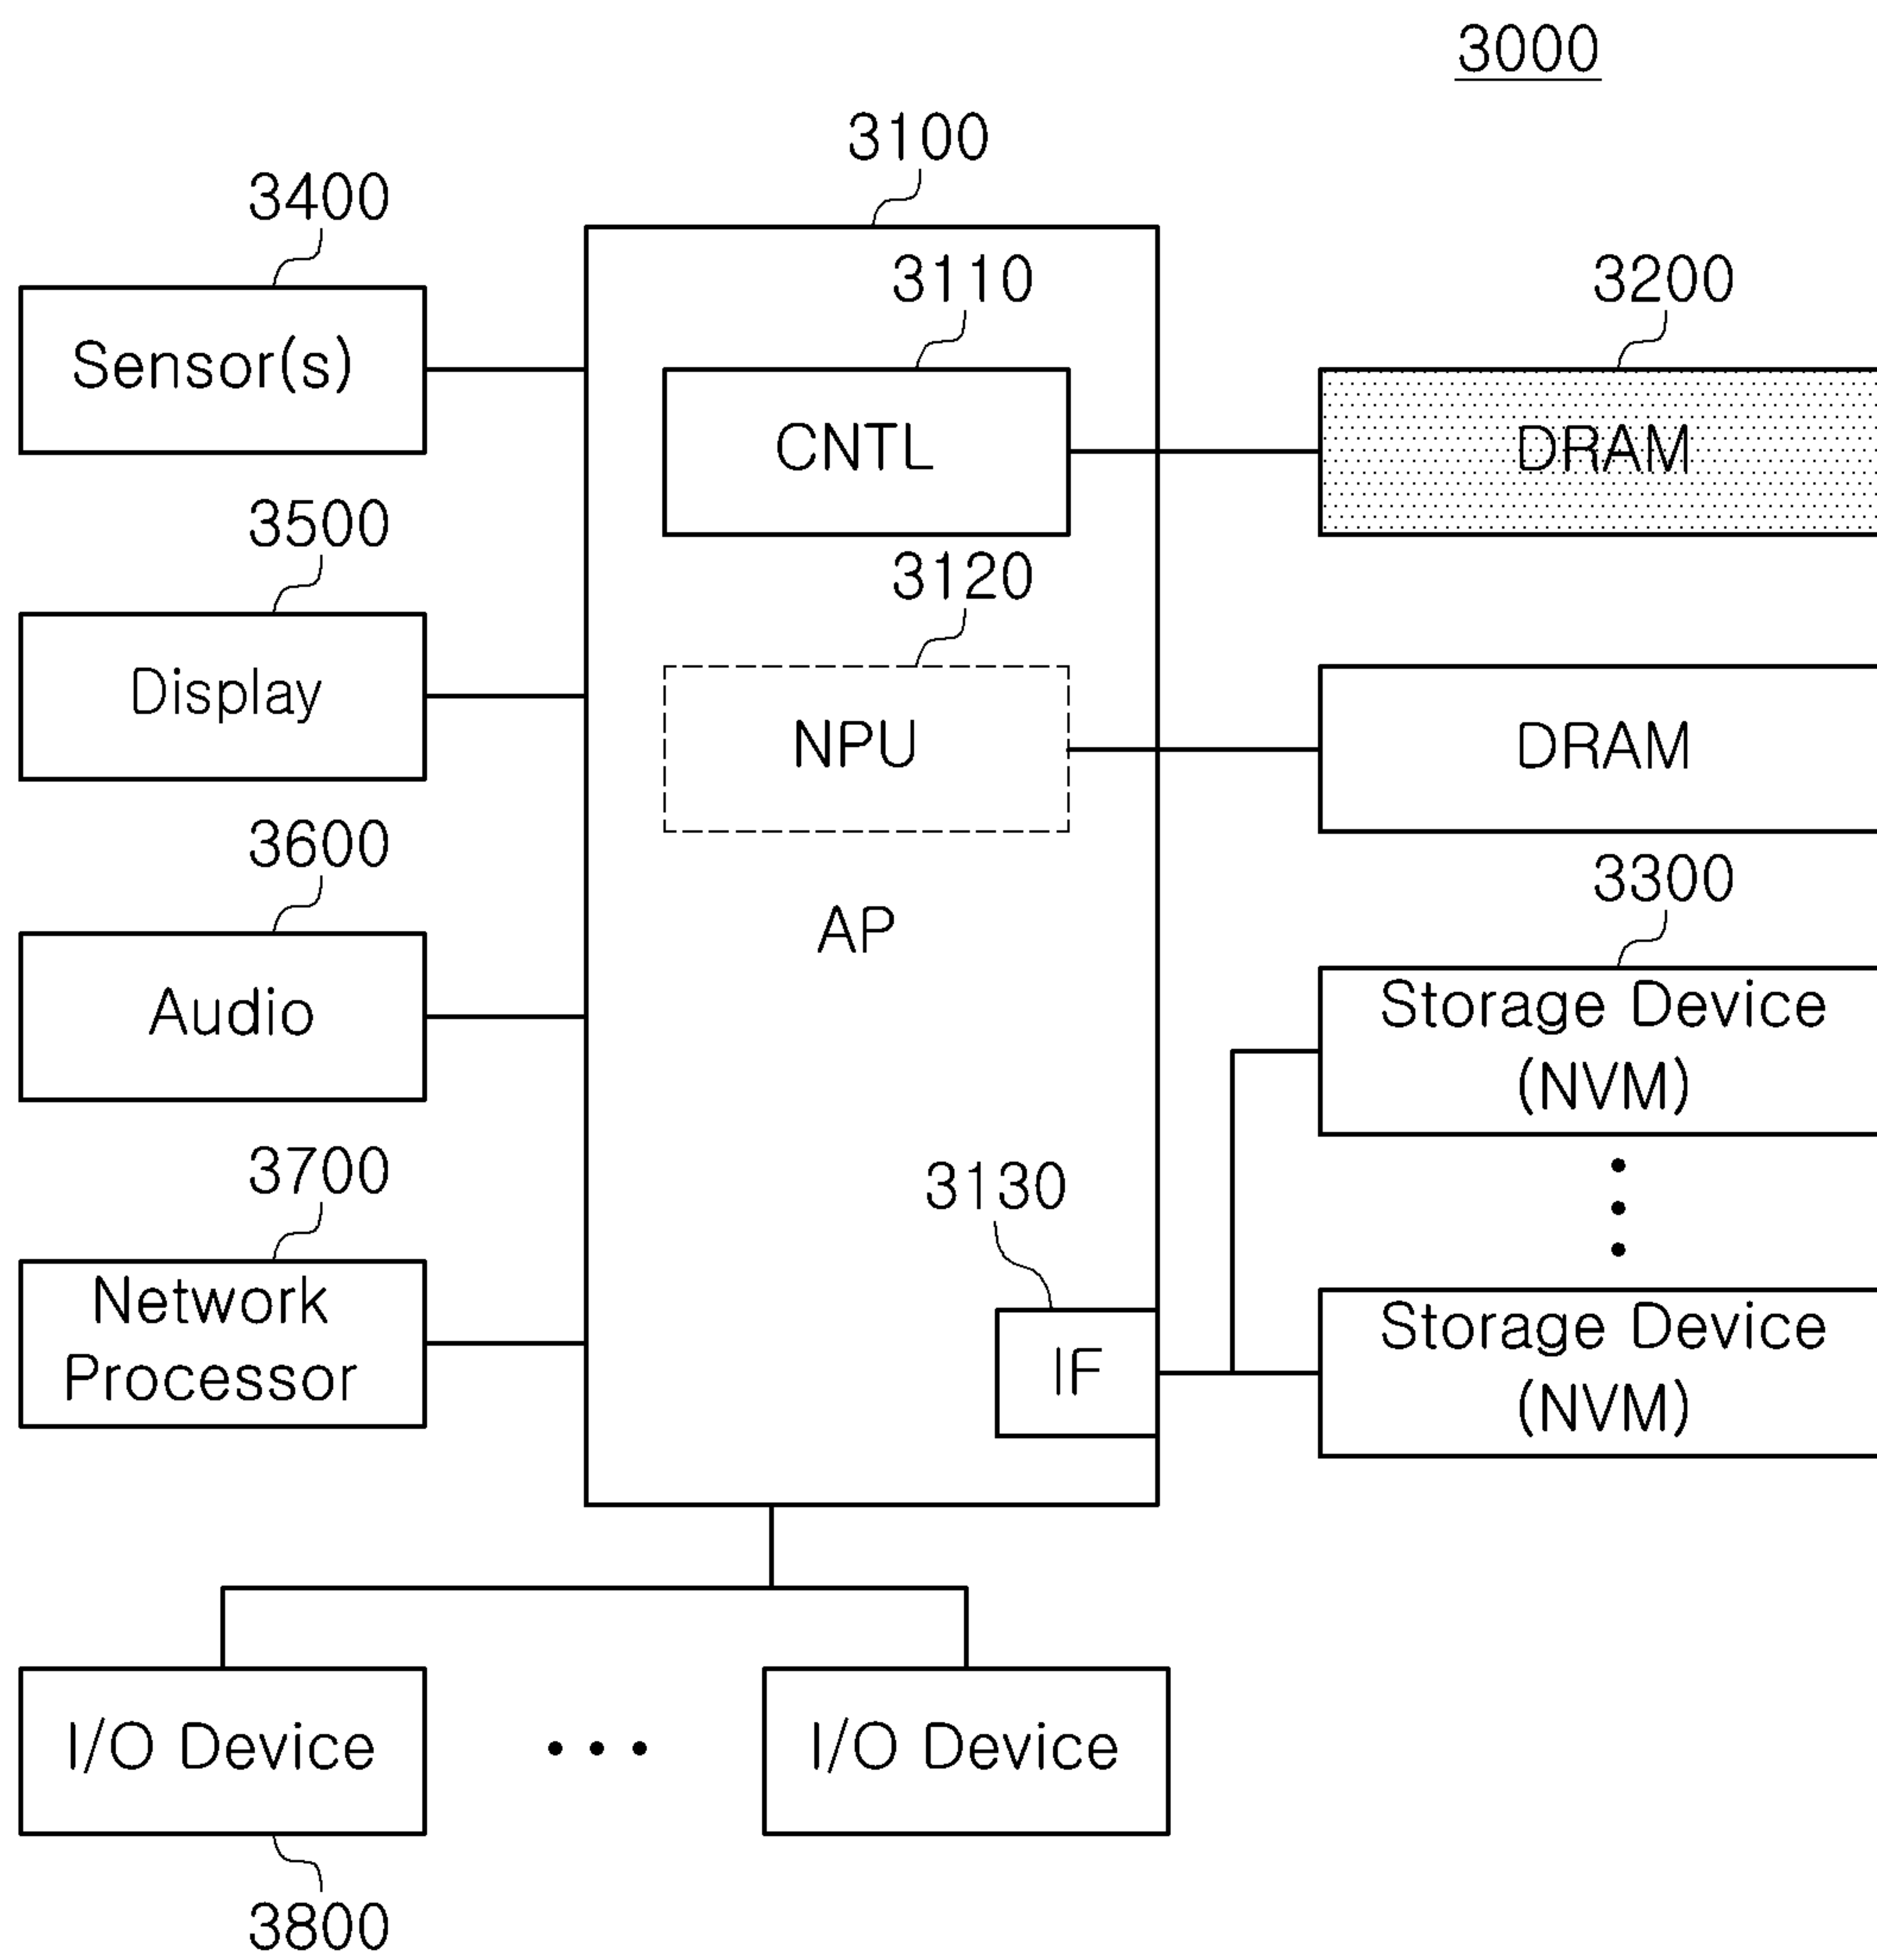 3000
3100
3400
3110
3200
Sensor(s)
CNTL
DRAM
3500
3120
Display
NPU
DRAM
3600
3300
AP
Audio
Storage Device
(NVM)
3700
3130
Network
Processor
IF
Storage Device
(NVM)
I/O Device
I/O Device
3800